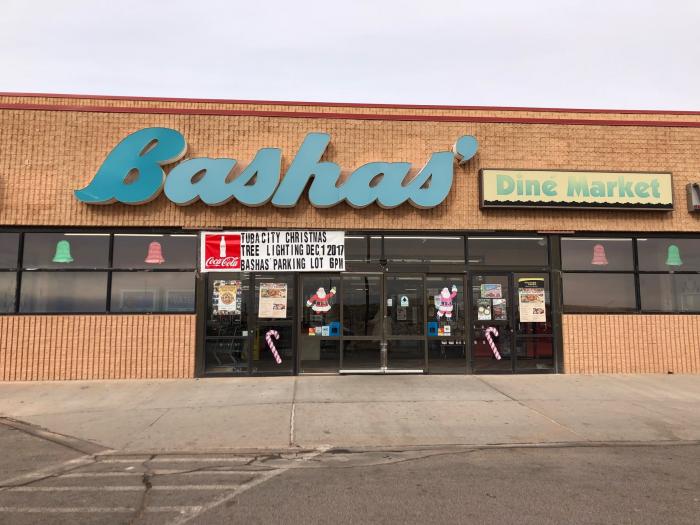 Bashas'
Diné Market
Coca-Cola
TUBA CITY CHRISTMAS
TREE LIGHTING DEC 1 2017
BASHAS PARKING LOT 6PM